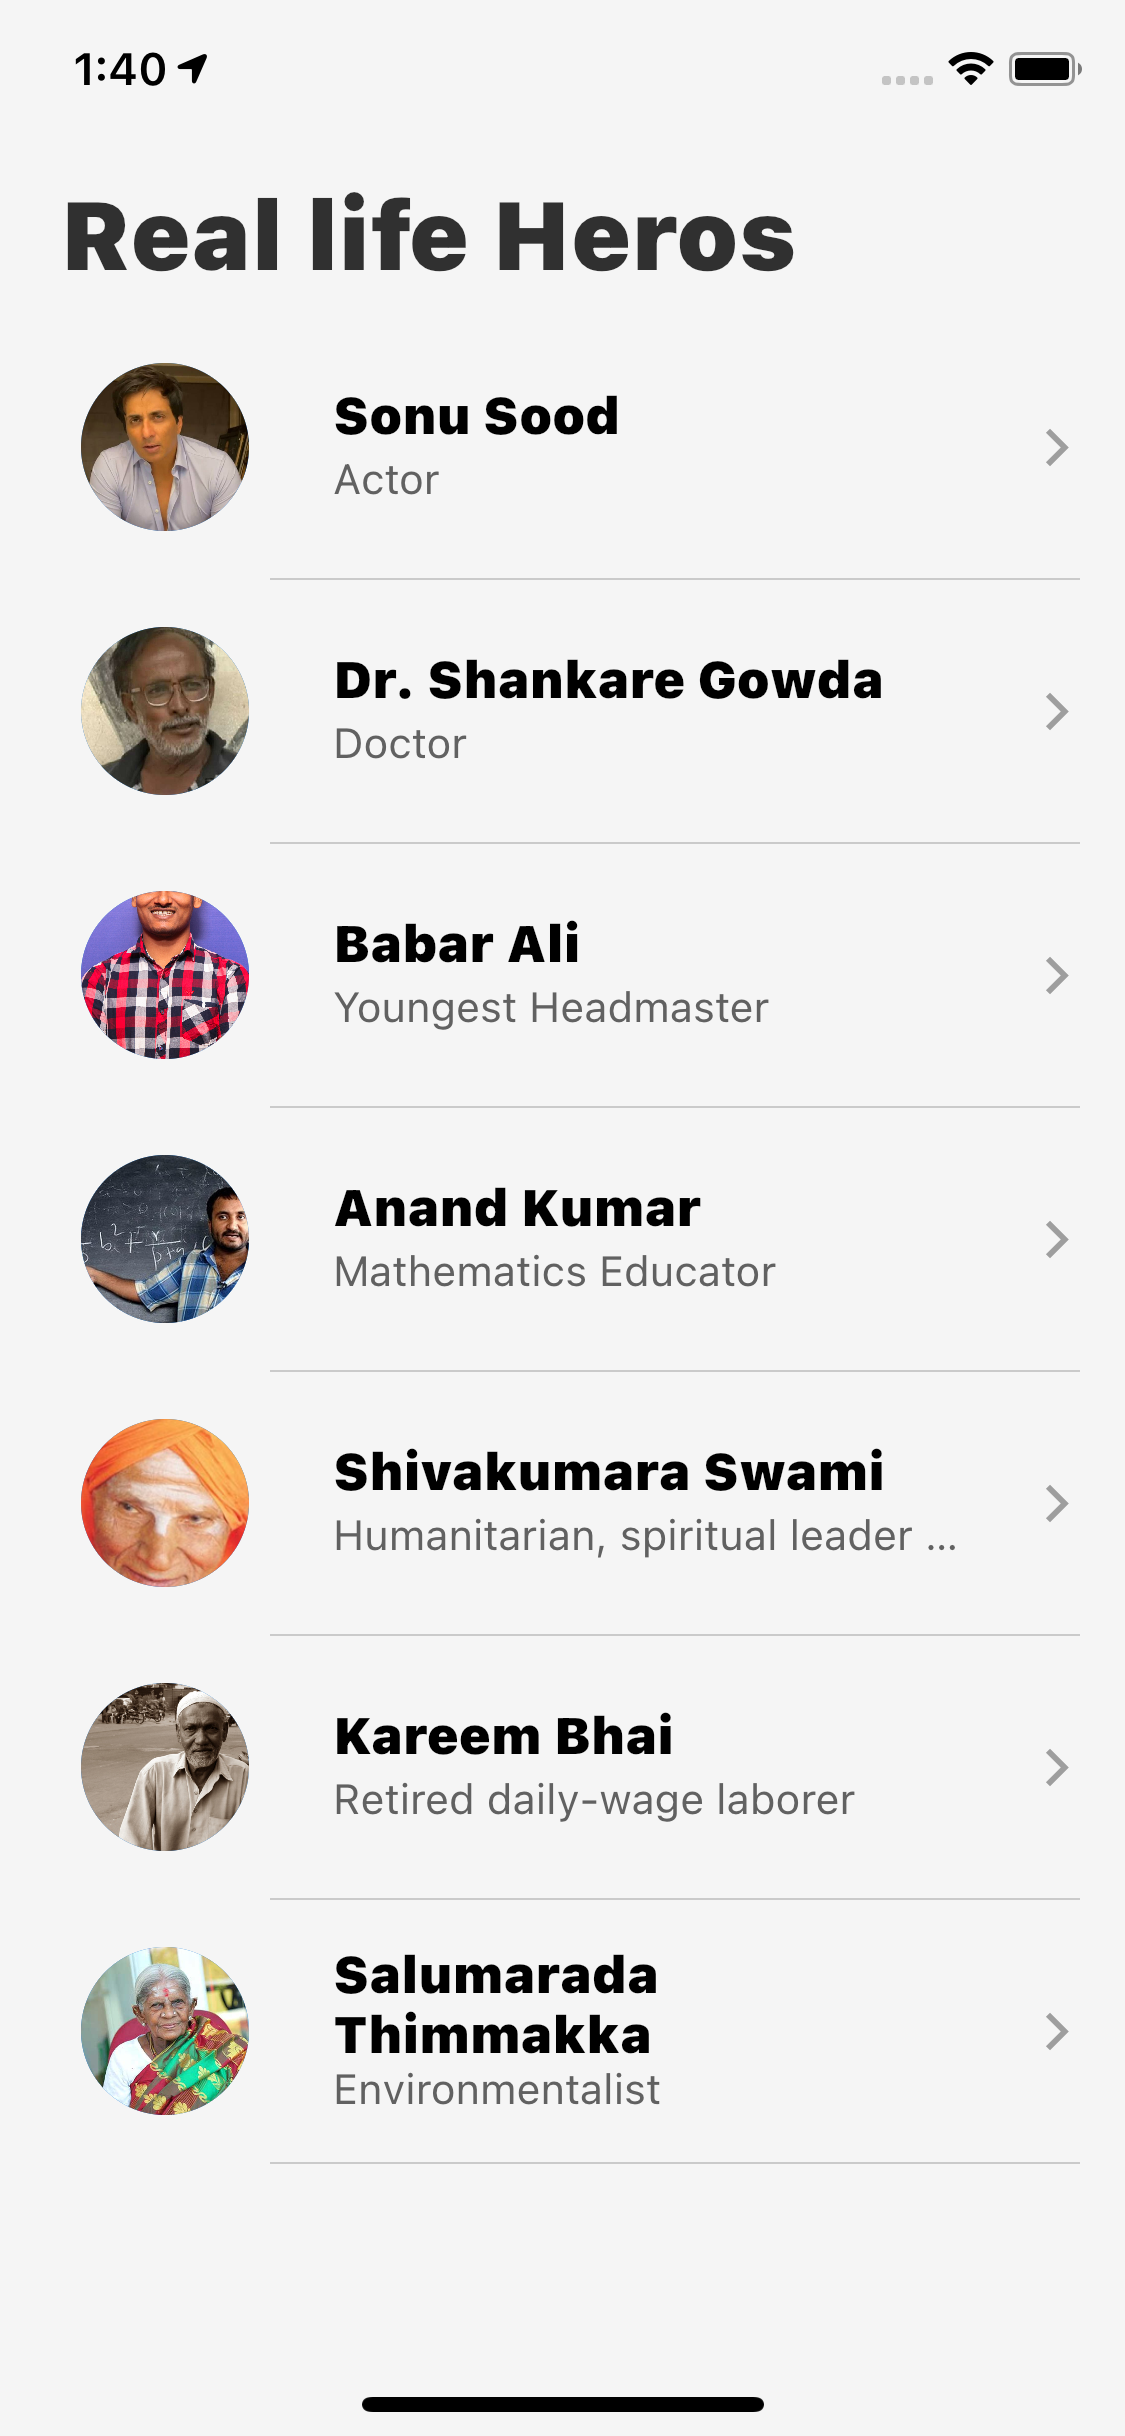 1:40
Real life Heros
Sonu Sood
Actor
Dr. Shankare Gowda
Doctor
Babar Ali
Youngest Headmaster
Anand Kumar
Mathematics Educator
Shivakumara Swami
Humanitarian, spiritual leader ...
Kareem Bhai
Retired daily-wage laborer
Salumarada
Thimmakka
Environmentalist